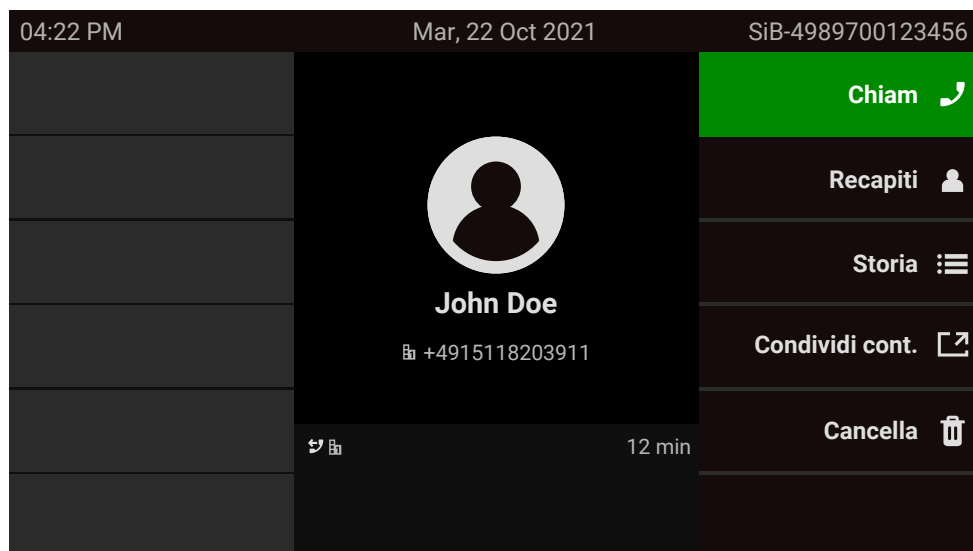 04:22 PM Mar, 22 Oct 2021 SiB-4989700123456
Chiam
Recapiti
Storia
John Doe
Condividi cont.
+4915118203911
Cancella
12 min